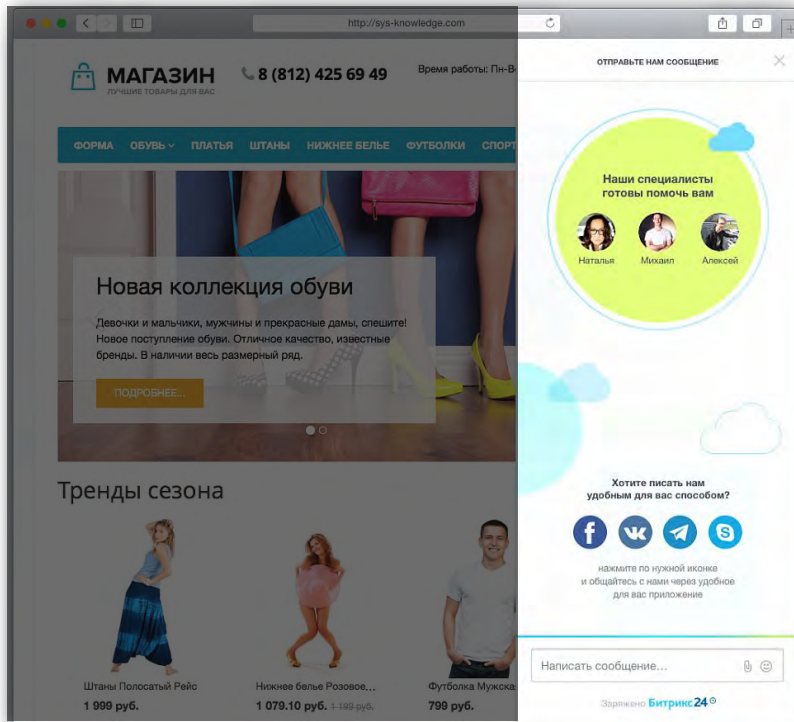 http://sys-knowledge.com
МАГАЗИН
ЛУЧШИЕ ТОВАРЫ ДЛЯ ВАС
8 (812) 425 69 49
Время работы: Пн-В
ФОРМА ОБУВЬ ПЛАТЬЯ ШТАНЫ НИЖНЕЕ БЕЛЬЕ ФУТБОЛКИ СПОРТ
Новая коллекция обуви
Девочки и мальчики, мужчины и прекрасные дамы, спешите!
Новое поступление обуви. Отличное качество, известные
бренды. В наличии весь размерный ряд.
ПОДРОБНЕЕ...
Тренды сезона
Штаны Полосатый Рейс
1 999 руб.
Нижнее белье Розовое...
1 079.10 руб. 1 199 руб.
Футболка Мужска
799 руб.
ОТПРАВЬТЕ НАМ СООБЩЕНИЕ
Наши специалисты
готовы помочь вам
Наталья Михаил Алексей
Хотите писать нам
удобным для вас способом?
нажмите по нужной иконке
и общайтесь с нами через удобное
для вас приложение
Написать сообщение...
Заряжено Битрикс24